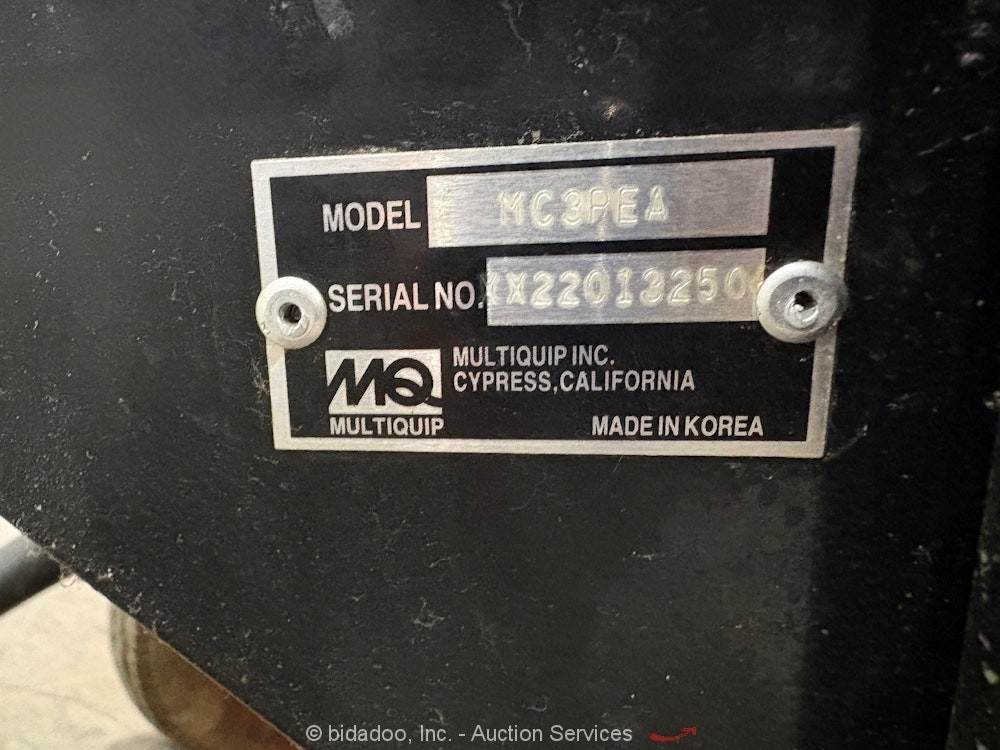 MODEL MC3PEA
SERIAL NO.
MQ
MULTIQUIP
MULTIQUIP INC.
CYPRESS, CALIFORNIA
MADE IN KOREA
© bidadoo, Inc. - Auction Services